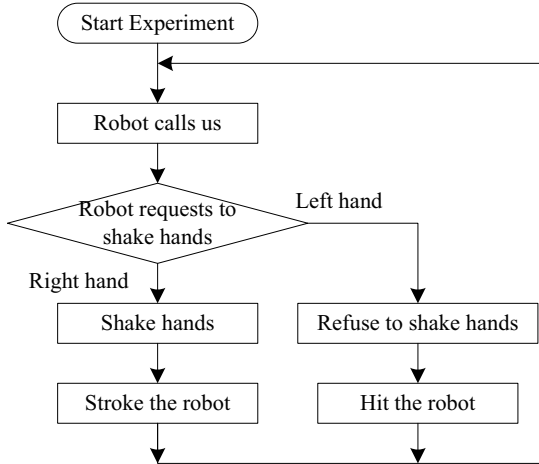 Start Experiment
Robot calls us
Robot requests to
shake hands
Left hand
Right hand
Shake hands
Refuse to shake hands
Stroke the robot
Hit the robot